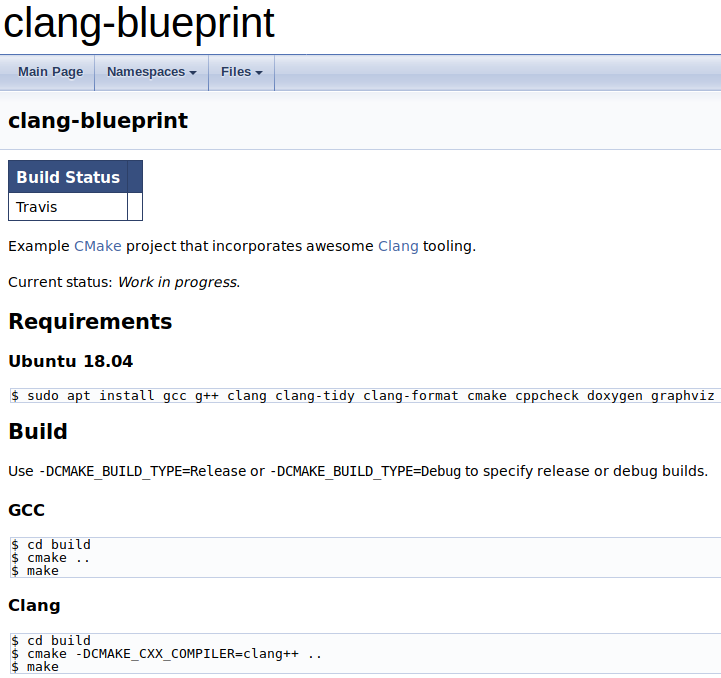 clang-blueprint
Main Page Namespaces Files
clang-blueprint
Build Status
Travis
Example CMake project that incorporates awesome Clang tooling.
Current status: Work in progress.
Requirements
Ubuntu 18.04
$ sudo apt install gcc g++ clang clang-tidy clang-format cmake cppcheck doxygen graphviz
Build
Use -DCMAKE_BUILD_TYPE=Release or -DCMAKE_BUILD_TYPE=Debug to specify release or debug builds.
GCC
$ cd build
$ cmake ..
$ make
Clang
$ cd build
$ cmake -DCMAKE_CXX_COMPILER=clang++ ..
$ make